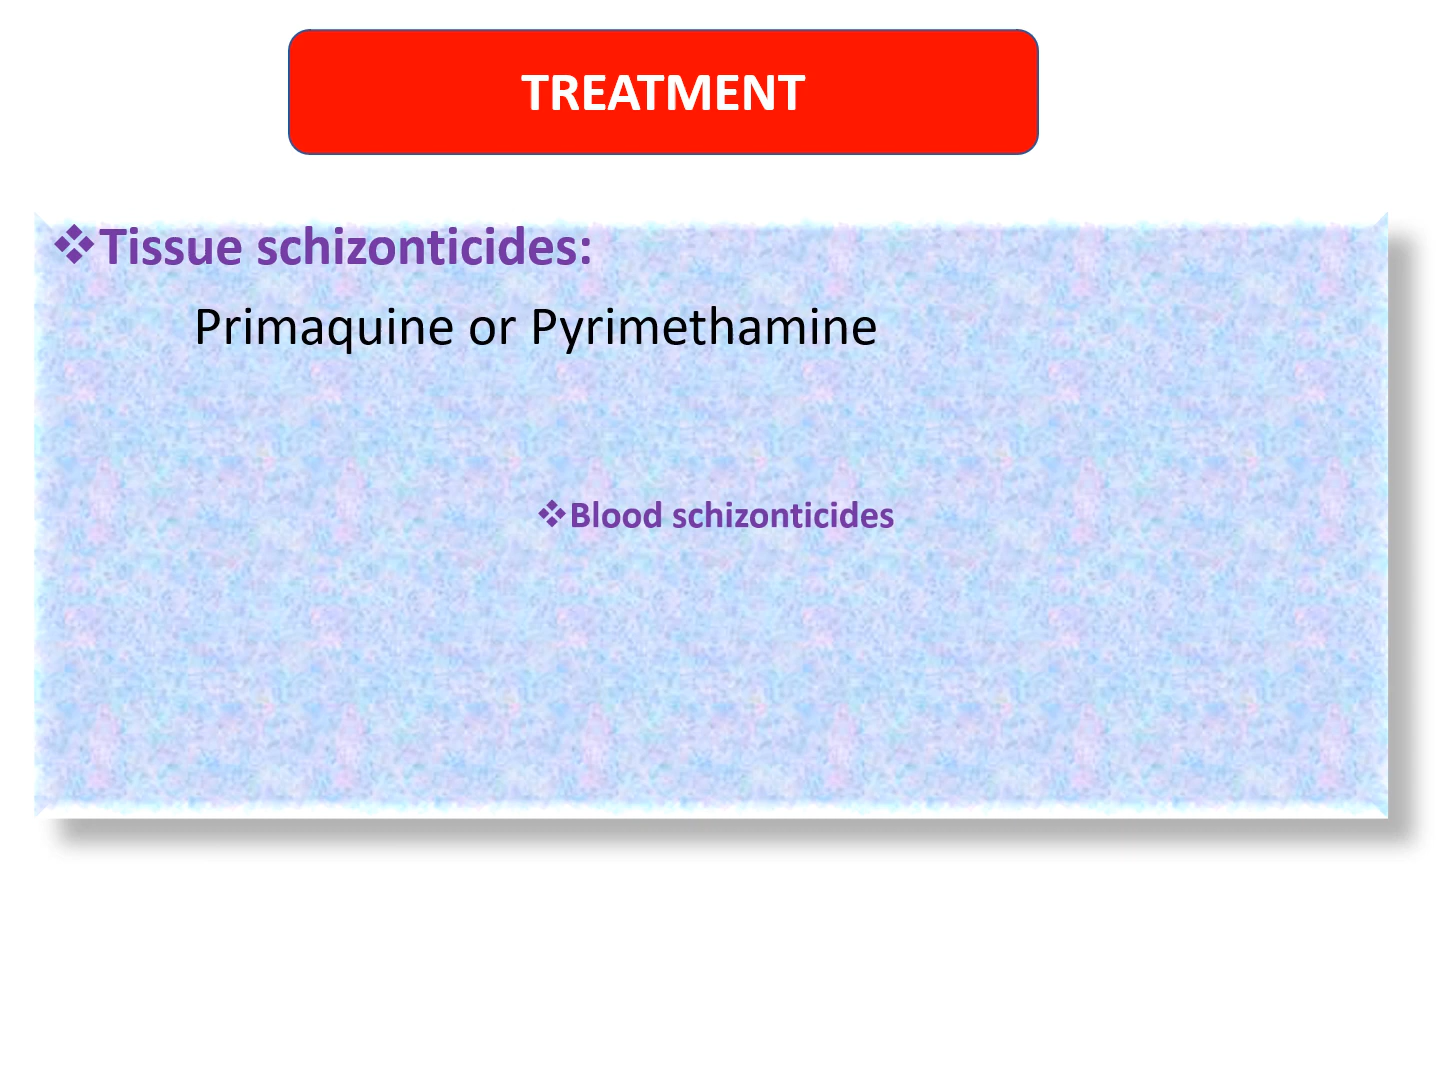 TREATMENT
❖Tissue schizonticides:
Primaquine or Pyrimethamine
❖Blood schizonticides